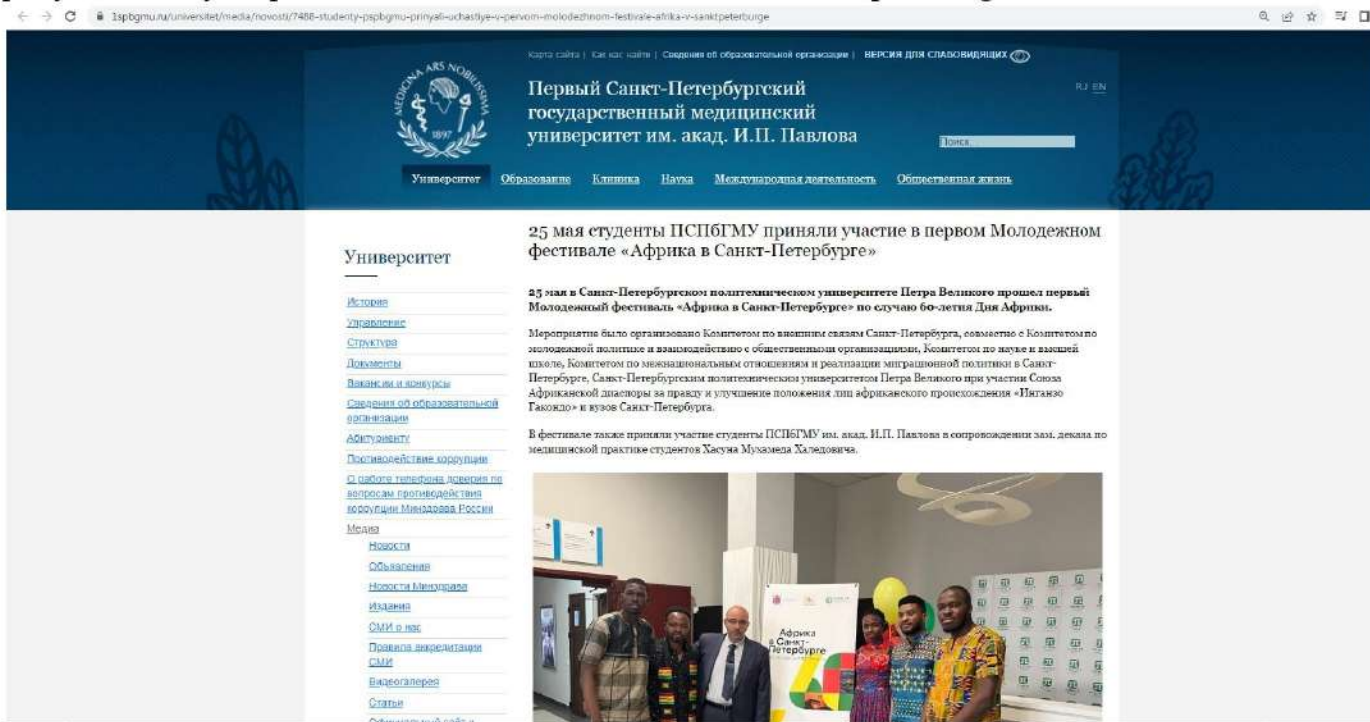 1spbgmu.ru/universitet/media/novosti/7488-studenty-pspbgmu-prinyali-uchastiye-v-pervom-molodezhnom-festivale-afrika-v-sanktpeterburge
Карта сайта | Как нас найти | Сведения об образовательной организации | ВЕРСИЯ ДЛЯ СЛАБОВИДЯЩИХ
MEDICINA ARS NOBILISSIMA
1897
Первый Санкт-Петербургский
государственный медицинский
университет им. акад. И.П. Павлова
RU EN
Поиск...
Университет Образование Клиника Наука Международная деятельность Общественная жизнь
Университет
История
Управление
Структура
Документы
Вакансии и конкурсы
Сведения об образовательной
организации
Абитуриенту
Противодействие коррупции
О работе телефона доверия по
вопросам противодействия
коррупции Минздрава России
Медиа
Новости
Объявления
Новости Минздрава
Издания
СМИ о нас
Правила аккредитации
СМИ
Видеогалерея
Статьи
25 мая студенты ПСПбГМУ приняли участие в первом Молодежном
фестивале «Африка в Санкт-Петербурге»
25 мая в Санкт-Петербургском политехническом университете Петра Великого прошел первый
Молодежный фестиваль «Африка в Санкт-Петербурге» по случаю 60-летия Дня Африки.
Мероприятие было организовано Комитетом по внешним связям Санкт-Петербурга, совместно с Комитетом по
молодежной политике и взаимодействию с общественными организациями, Комитетом по науке и высшей
школе, Комитетом по межнациональным отношениям и реализации миграционной политики в Санкт-
Петербурге, Санкт-Петербургским политехническим университетом Петра Великого при участии Союза
Африканской диаспоры за правду и улучшение положения лиц африканского происхождения «Инганзо
Гакондо» и вузов Санкт-Петербурга.
В фестивале также приняли участие студенты ПСПбГМУ им. акад. И.П. Павлова в сопровождении зам. декана по
медицинской практике студентов Хасуна Мухамеда Халедовича.
Африка
в Санкт-
Петербурге